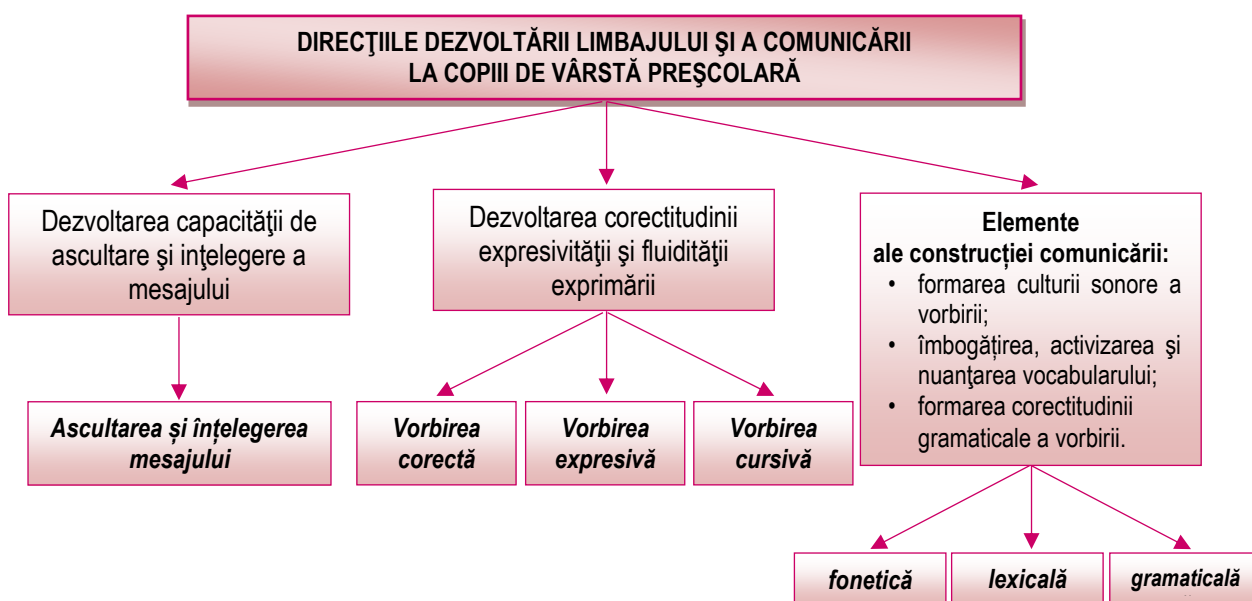 DIRECŢIILE DEZVOLTĂRII LIMBAJULUI ŞI A COMUNICĂRII
LA COPIII DE VÂRSTĂ PREŞCOLARĂ
Dezvoltarea capacităţii de
ascultare şi inţelegere a
mesajului
Ascultarea și înțelegerea
mesajului
Dezvoltarea corectitudinii
expresivităţii şi fluidităţii
exprimării
Vorbirea
corectă
Vorbirea
expresivă
Vorbirea
cursivă
Elemente
ale construcției comunicării:
• formarea culturii sonore a
vorbirii;
• îmbogățirea, activizarea şi
nuanţarea vocabularului;
• formarea corectitudinii
gramaticale a vorbirii.
fonetică
lexicală
gramaticală